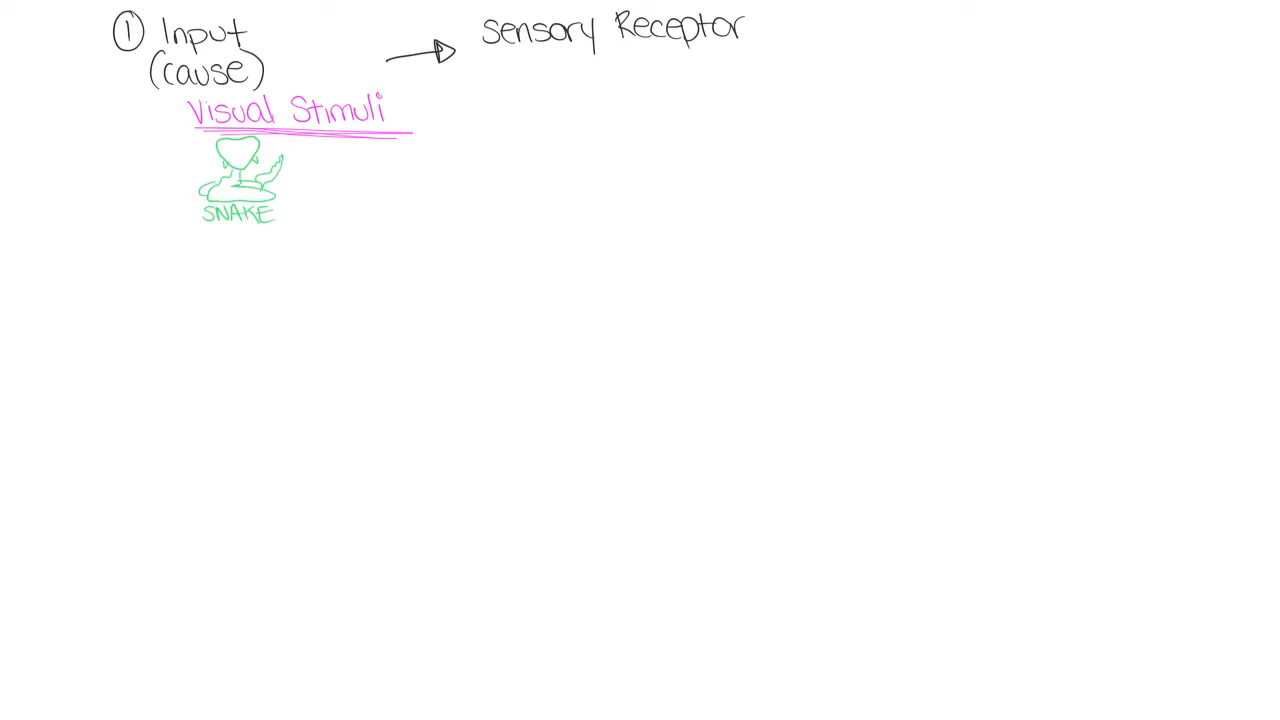 ① Input
(cause)
Sensory Receptor
Visual Stimuli
SNAKE